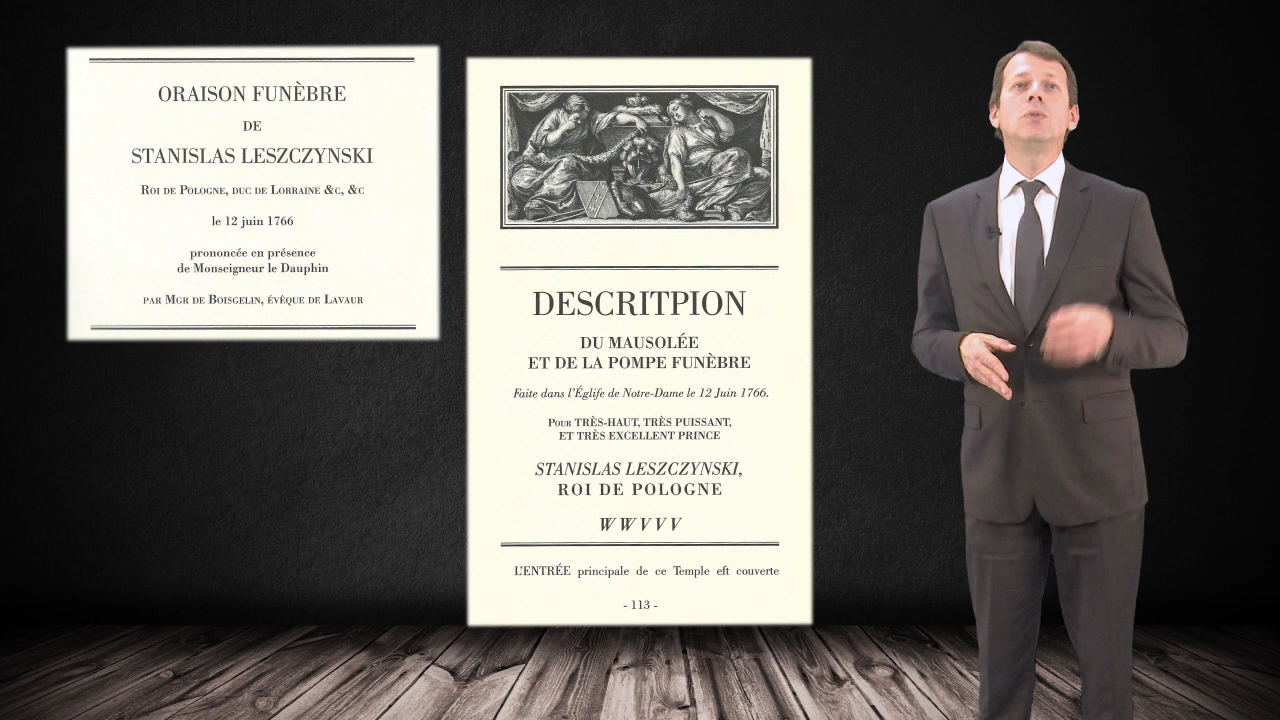 ORAISON FUNÈBRE
DE
STANISLAS LESZCZYNSKI
ROI DE POLOGNE, DUC DE LORRAINE &C, &C
le 12 juin 1766
prononcée en présence
de Monseigneur le Dauphin
PAR MGR DE BOISGELIN, ÉVÊQUE DE LAVAUR
DESCRITPION
DU MAUSOLÉE
ET DE LA POMPE FUNÈBRE
Faite dans l'Églife de Notre-Dame le 12 Juin 1766.
POUR TRÈS-HAUT, TRÈS PUISSANT,
ET TRÈS EXCELLENT PRINCE
STANISLAS LESZCZYNSKI,
ROI DE POLOGNE
W W V V V
L'ENTRÉE principale de ce Temple eft couverte
- 113 -